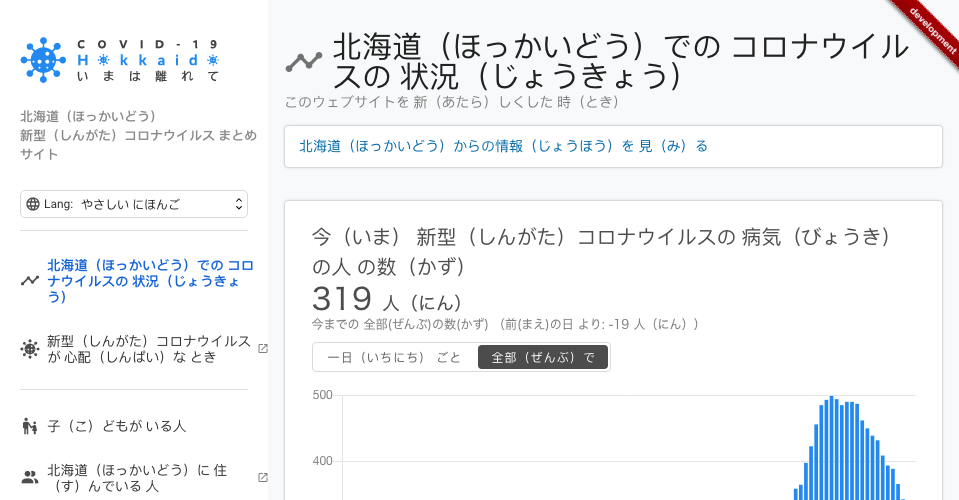 COVID-19
Hokkaido
いまは離れて
北海道（ほっかいどう）
新型（しんがた）コロナウイルス まとめ
サイト
Lang: やさしい にほんご
北海道（ほっかいどう）での コロ
ナウイルスの 状況（じょうきょ
う）
新型（しんがた）コロナウイルス
が 心配（しんぱい）な とき
子（こ）どもが いる人
北海道（ほっかいどう）に 住
（す）んでいる 人
development
北海道（ほっかいどう）での コロナウイル
スの 状況（じょうきょう）
このウェブサイトを 新（あたら）しくした 時（とき）
北海道（ほっかいどう）からの情報（じょうほう）を 見（み）る
今（いま） 新型（しんがた）コロナウイルスの 病気（びょうき）
の人 の数（かず）
319 人（にん）
今までの 全部(ぜんぶ)の数(かず) （前(まえ)の日 より: -19 人（にん））
一日（いちにち） ごと
全部（ぜんぶ）で
500
400